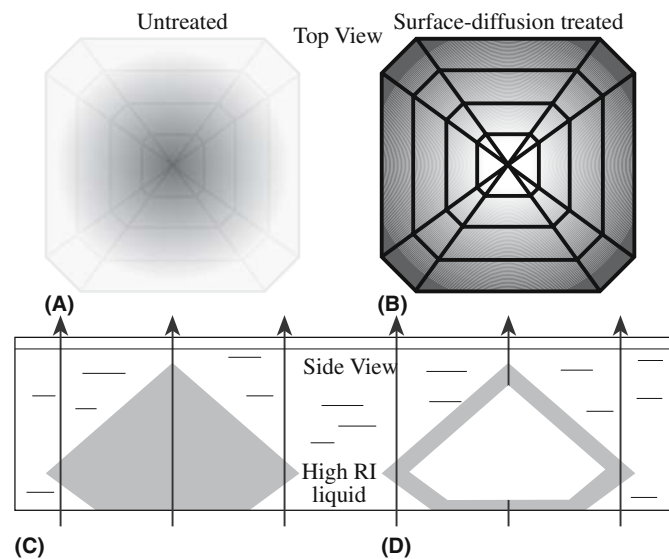 Untreated
Top View
Surface-diffusion treated
(A)
(B)
Side View
High RI
liquid
(C)
(D)